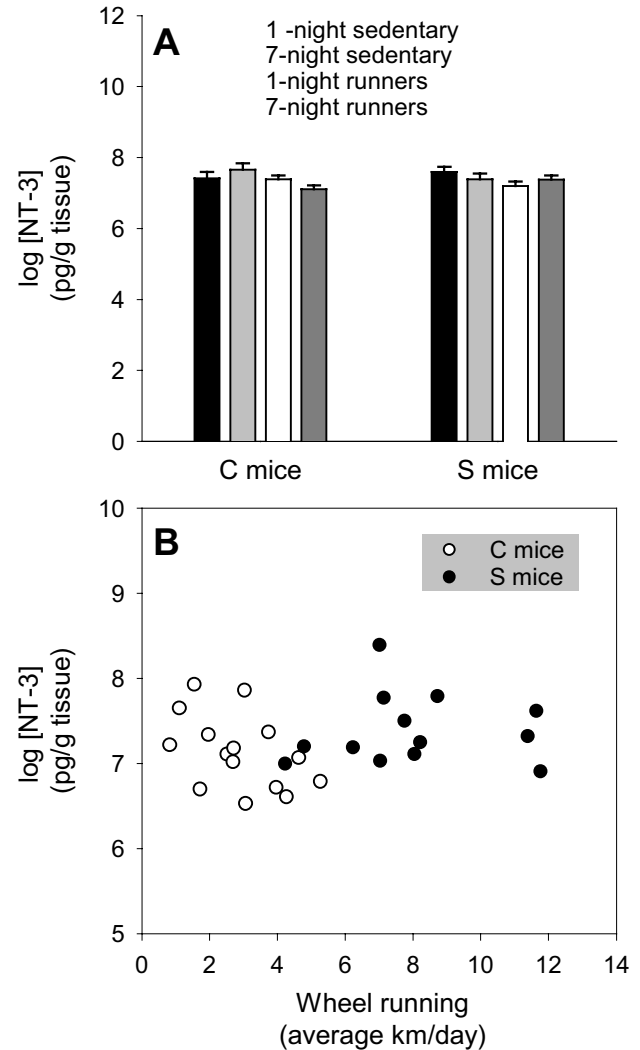 A
1 -night sedentary
7-night sedentary
1-night runners
7-night runners
12
10
8
6
4
2
0
log [NT-3]
(pg/g tissue)
C mice
S mice
B
C mice
S mice
10
9
8
7
6
5
log [NT-3]
(pg/g tissue)
0 2 4 6 8 10 12 14
Wheel running
(average km/day)